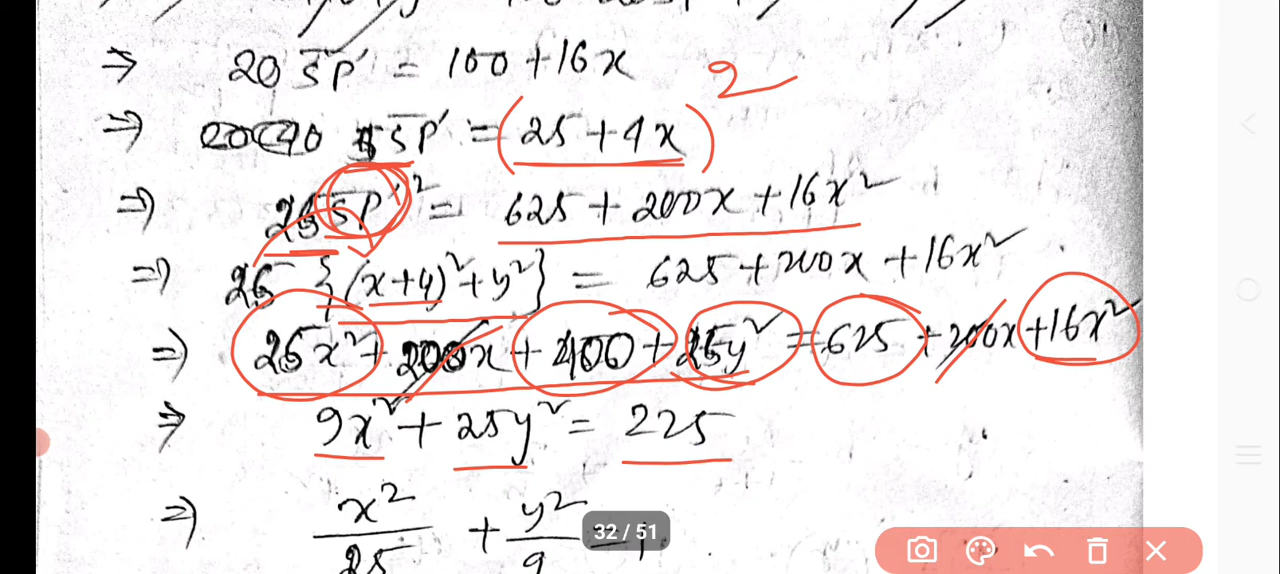 ⇒ 20 SP' = 100 + 16x
2
⇒ 5SP' = (25 + 4x)
⇒ 25 SP'² = 625 + 200x + 16x²
⇒ 25 {(x+4)² + y²} = 625 + 200x + 16x²
⇒ 25x² + 200x + 400 + 25y² = 625 + 200x + 16x²
⇒ 9x² + 25y² = 225
⇒ x²/25 + y²/9 =
32 / 51